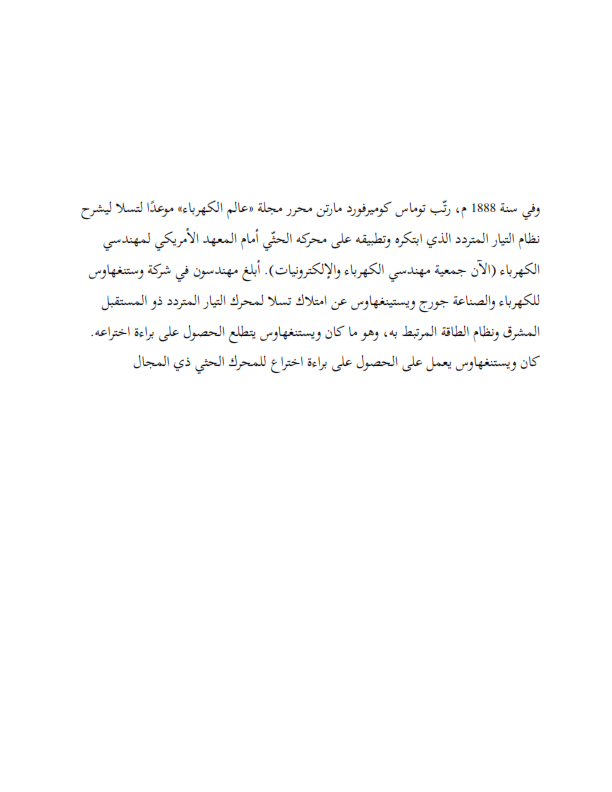 وفي سنة 1888 م، رتّب توماس كوميرفورد مارتن محرر مجلة «عالم الكهرباء» موعدًا لتسلا ليشرح
نظام التيار المتردد الذي ابتكره وتطبيقه على محركه الحثّي أمام المعهد الأمريكي لمهندسي
الكهرباء (الآن جمعية مهندسي الكهرباء والإلكترونيات). أبلغ مهندسون في شركة وستنغهاوس
للكهرباء والصناعة جورج ويستينغهاوس عن امتلاك تسلا لمحرك التيار المتردد ذو المستقبل
المشرق ونظام الطاقة المرتبط به، وهو ما كان ويستنغهاوس يتطلع الحصول على براءة اختراعه.
كان ويستنغهاوس يعمل على الحصول على براءة اختراع للمحرك الحثي ذي المجال